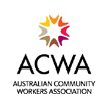 ACWA
AUSTRALIAN COMMUNITY
WORKERS ASSOCIATION